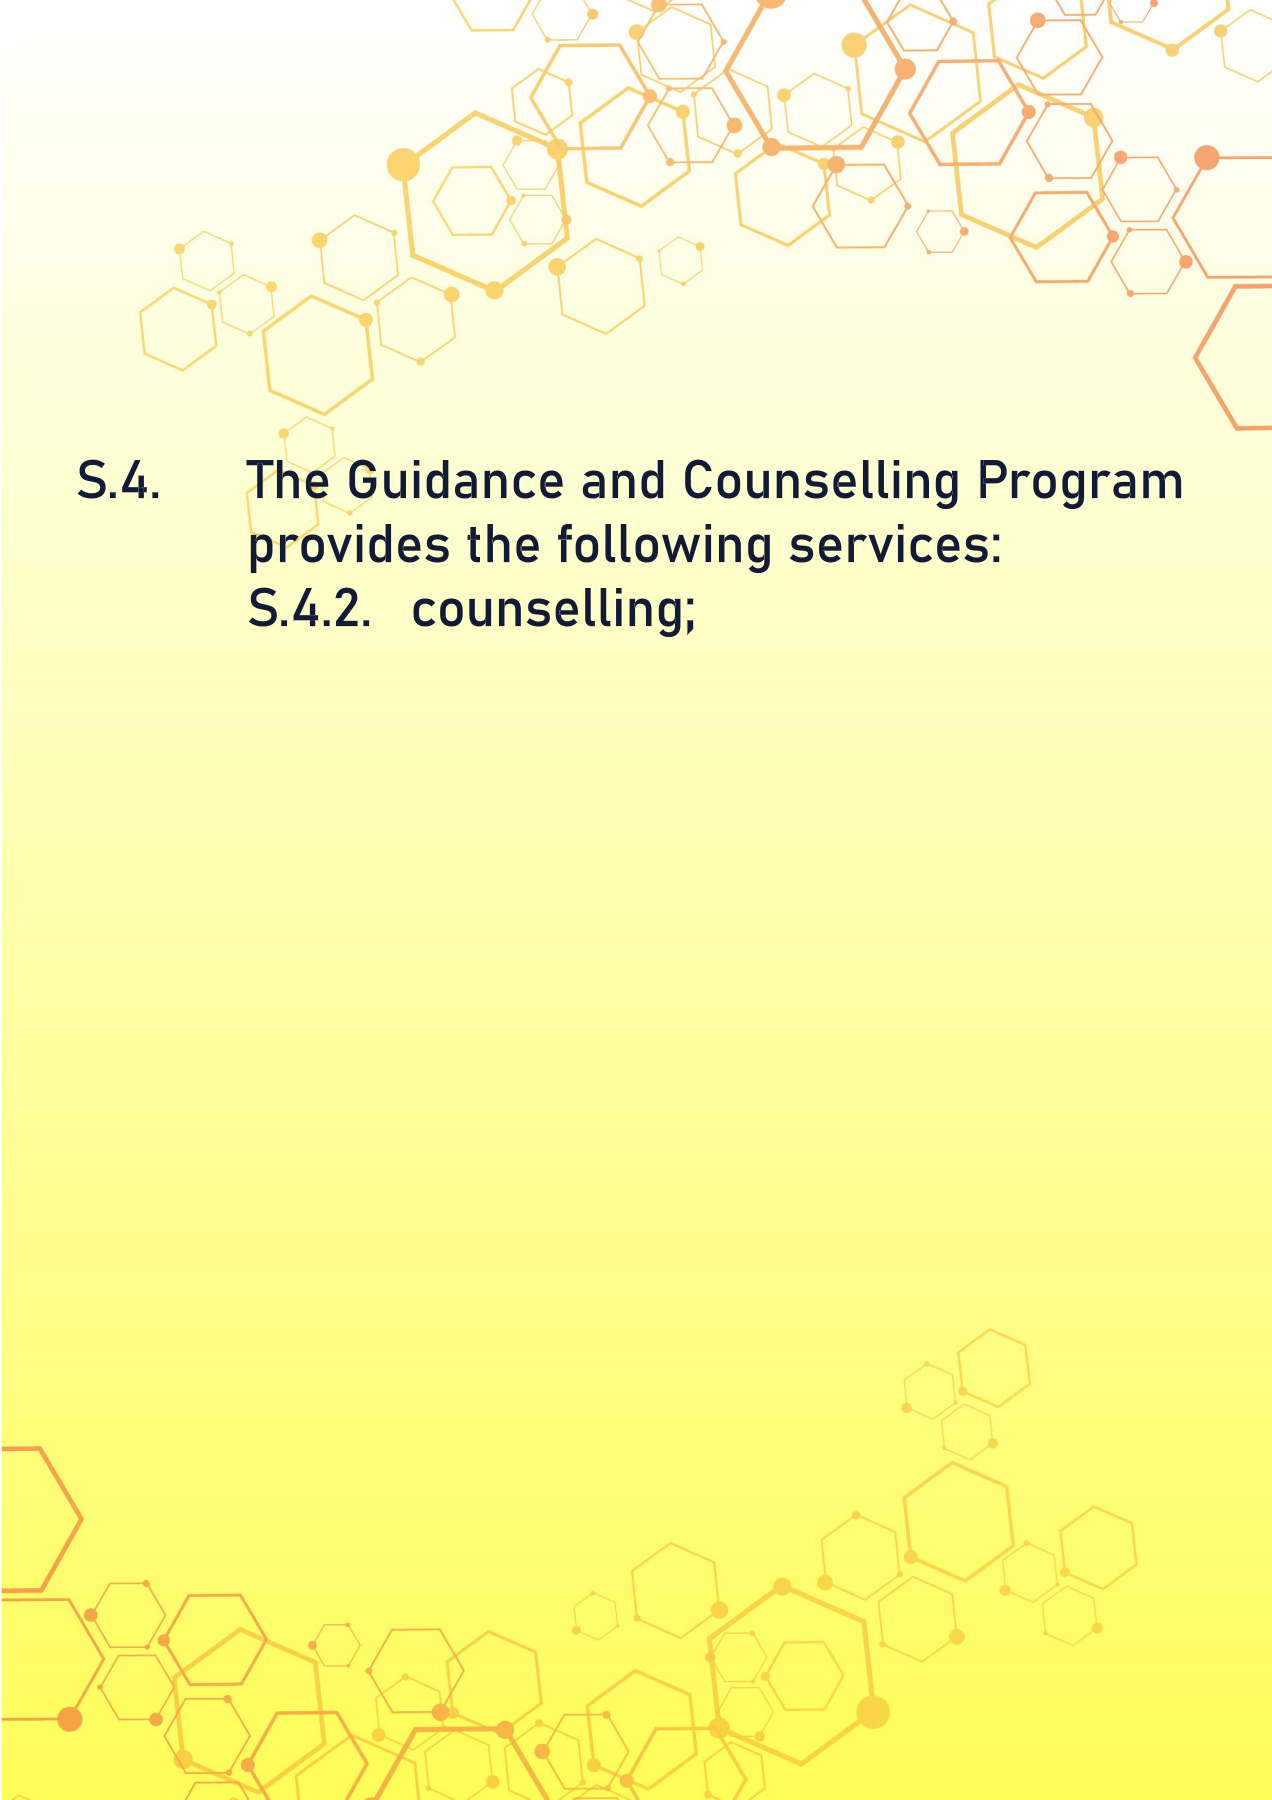 S.4. The Guidance and Counselling Program
provides the following services:
S.4.2. counselling;